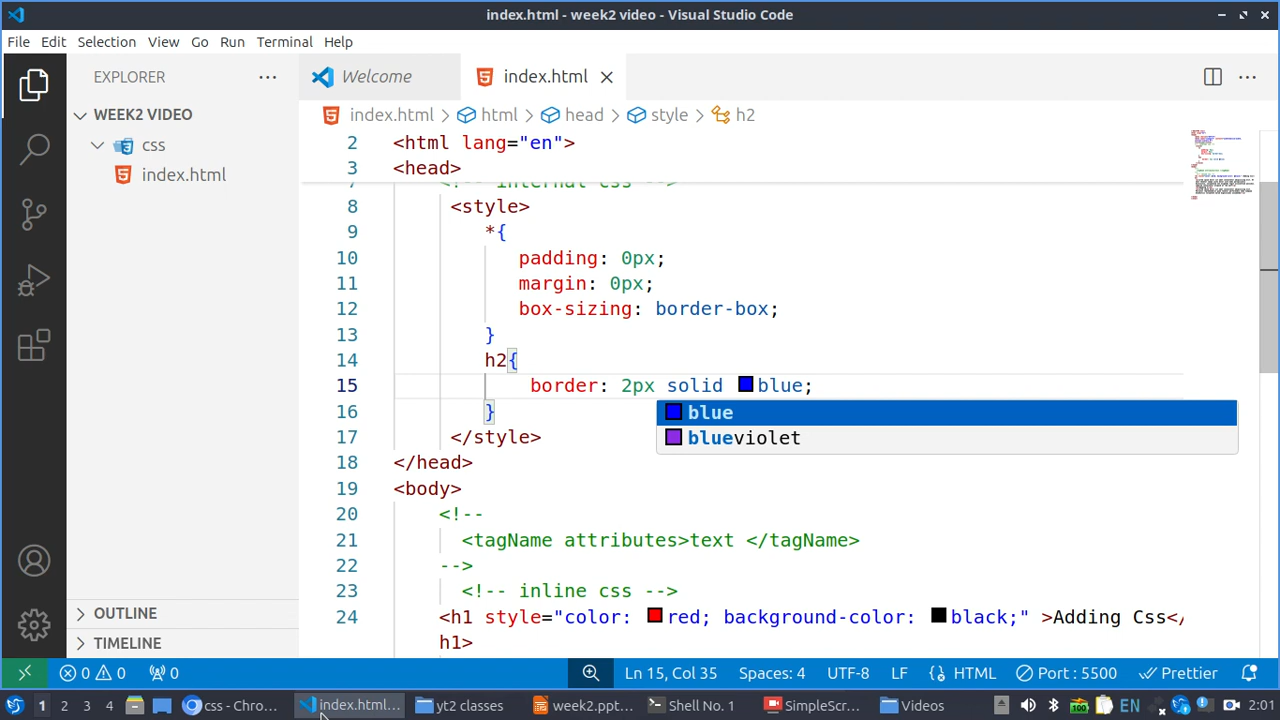 index.html - week2 video - Visual Studio Code
File Edit Selection View Go Run Terminal Help
EXPLORER
Welcome
index.html
WEEK2 VIDEO
css
index.html
index.html > html > head > style > h2
2 <html lang="en">
3 <head>
7 <!-- internal css -->
8 <style>
9 *{
10 padding: 0px;
11 margin: 0px;
12 box-sizing: border-box;
13 }
14 h2{
15 border: 2px solid blue;
16 }
blue
blueviolet
17 </style>
18 </head>
19 <body>
20 <!--
21 <tagName attributes>text </tagName>
22 -->
23 <!-- inline css -->
24 <h1 style="color: red; background-color: black;" >Adding Css</
h1>
OUTLINE
TIMELINE
0 0 0 Ln 15, Col 35 Spaces: 4 UTF-8 LF HTML Port : 5500 Prettier
1 2 3 4 css - Chro... index.html... yt2 classes week2.ppt... Shell No. 1 SimpleScr... Videos 100 EN 2:01